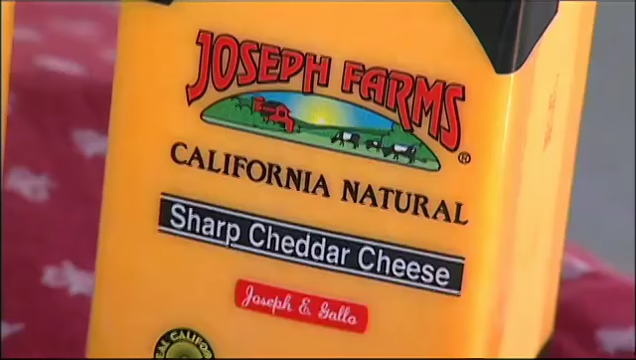 JOSEPH FARMS
®
CALIFORNIA NATURAL
Sharp Cheddar Cheese
Joseph E Gallo